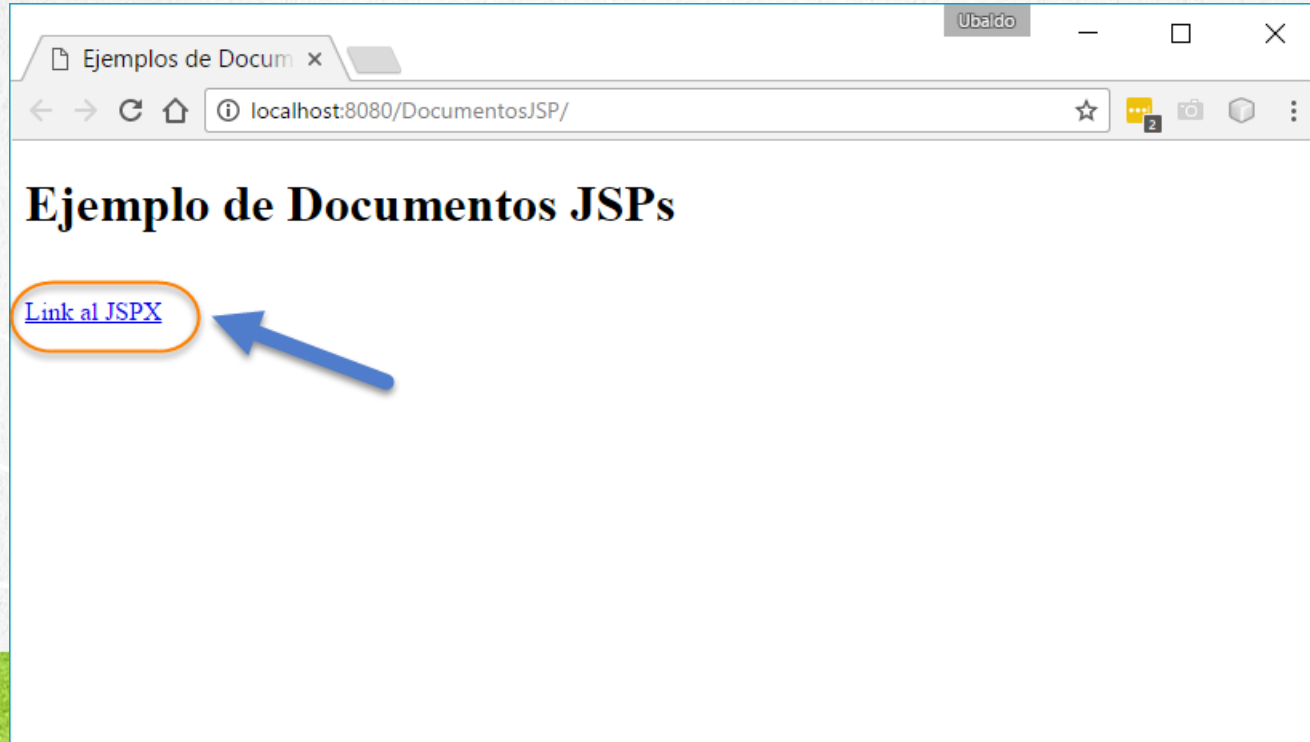 Ubaldo
Ejemplos de Docum
localhost:8080/DocumentosJSP/
2
Ejemplo de Documentos JSPs
Link al JSPX